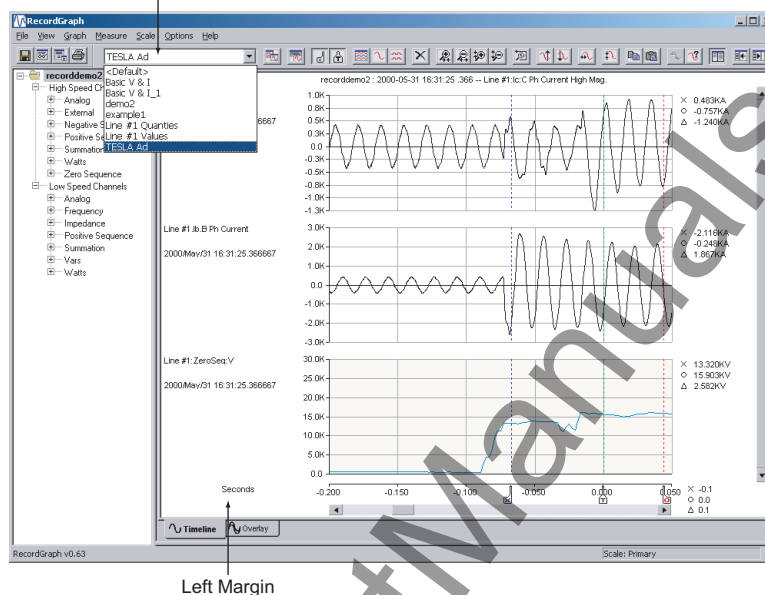 RecordGraph
File View Graph Measure Scale Options Help
TESLA Ad
<Default>
Basic V & I
Basic V & I_1
demo2
example1
Line #1 Quanties
Line #1 Values
TESLA Ad
recorddemo2
High Speed Ch
Analog
External
Negative S
Positive Se
Summation
Watts
Zero Sequence
Low Speed Channels
Analog
Frequency
Impedance
Positive Sequence
Summation
Vars
Watts
recorddemo2 : 2000-05-31 16:31:25 .366 -- Line #1:Ic:C Ph Current High Mag.
6667
1.0K
0.8K
0.5K
0.3K
0.0
-0.3K
-0.5K
-0.8K
-1.0K
-1.3K
× 0.483KA
○ -0.757KA
△ -1.240KA
Line #1.Ib.B Ph Current
2000/May/31 16:31:25.366667
3.0K
2.0K
1.0K
0.0
-1.0K
-2.0K
-3.0K
× -2.116KA
○ -0.248KA
△ 1.867KA
Line #1:ZeroSeq:V
2000/May/31 16:31:25.366667
30.0K
25.0K
20.0K
15.0K
10.0K
5.0K
0.0
× 13.320KV
○ 15.903KV
△ 2.582KV
Seconds
-0.200 -0.150 -0.100 -0.050 0.000 0.050
× -0.1
○ 0.0
△ 0.1
Timeline Overlay
RecordGraph v0.63
Scale: Primary
Left Margin